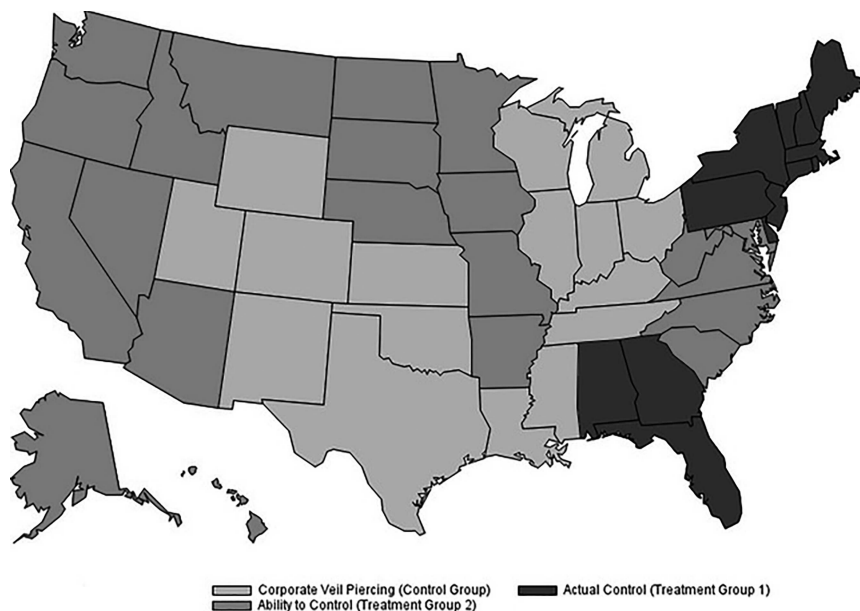 Corporate Veil Piercing (Control Group)
Actual Control (Treatment Group 1)
Ability to Control (Treatment Group 2)